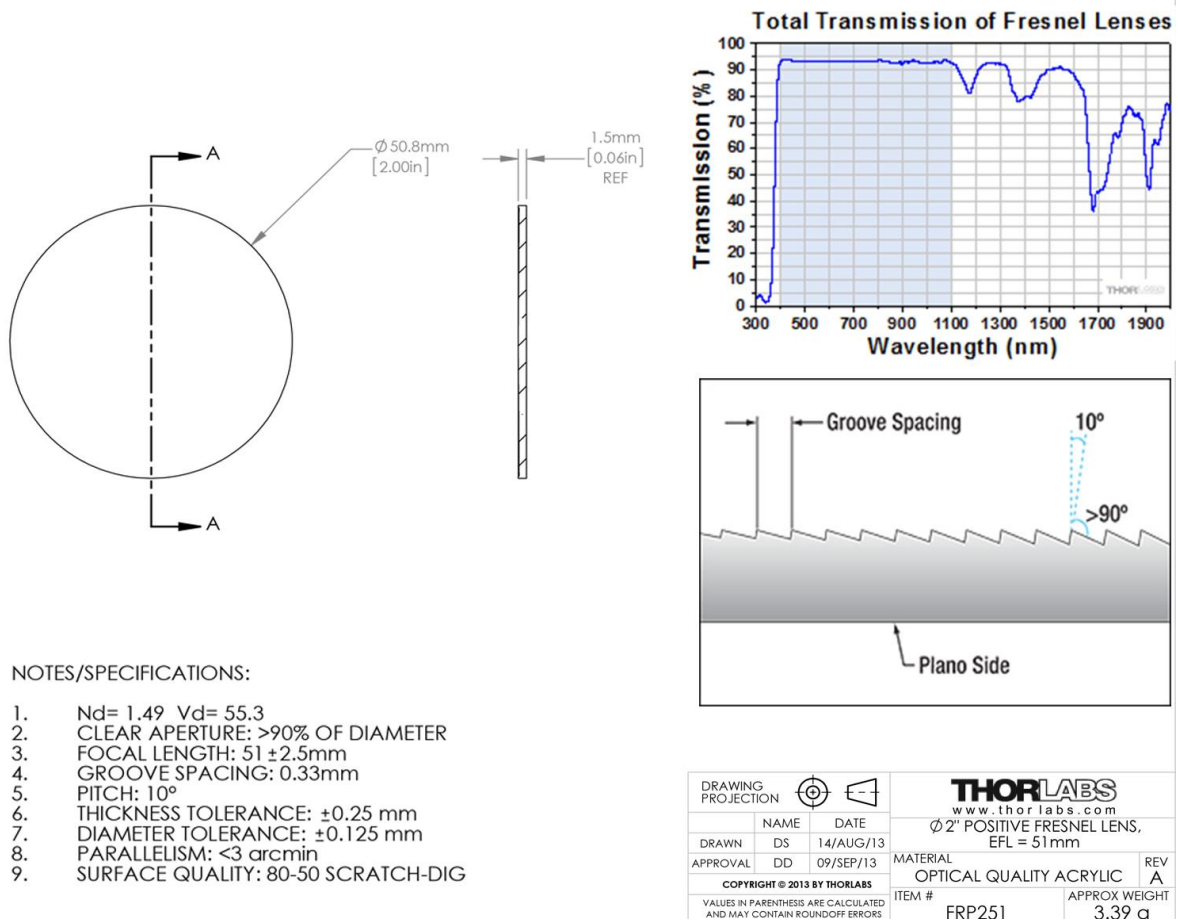 Total Transmission of Fresnel Lenses
Transmission (%)
100
90
80
70
60
50
40
30
20
10
0
300 500 700 900 1100 1300 1500 1700 1900
Wavelength (nm)
THORLABS
A
A
Ø50.8mm
[2.00in]
1.5mm
[0.06in]
REF
Groove Spacing
10º
>90º
Plano Side
NOTES/SPECIFICATIONS:
1. Nd= 1.49 Vd= 55.3
2. CLEAR APERTURE: >90% OF DIAMETER
3. FOCAL LENGTH: 51±2.5mm
4. GROOVE SPACING: 0.33mm
5. PITCH: 10°
6. THICKNESS TOLERANCE: ±0.25 mm
7. DIAMETER TOLERANCE: ±0.125 mm
8. PARALLELISM: <3 arcmin
9. SURFACE QUALITY: 80-50 SCRATCH-DIG
DRAWING
PROJECTION
NAME DATE
DRAWN DS 14/AUG/13
APPROVAL DD 09/SEP/13
COPYRIGHT © 2013 BY THORLABS
VALUES IN PARENTHESIS ARE CALCULATED
AND MAY CONTAIN ROUNDOFF ERRORS
THORLABS
www.thorlabs.com
Ø2" POSITIVE FRESNEL LENS,
EFL = 51mm
MATERIAL
OPTICAL QUALITY ACRYLIC
REV
A
ITEM #
FRP251
APPROX WEIGHT
3.39 g